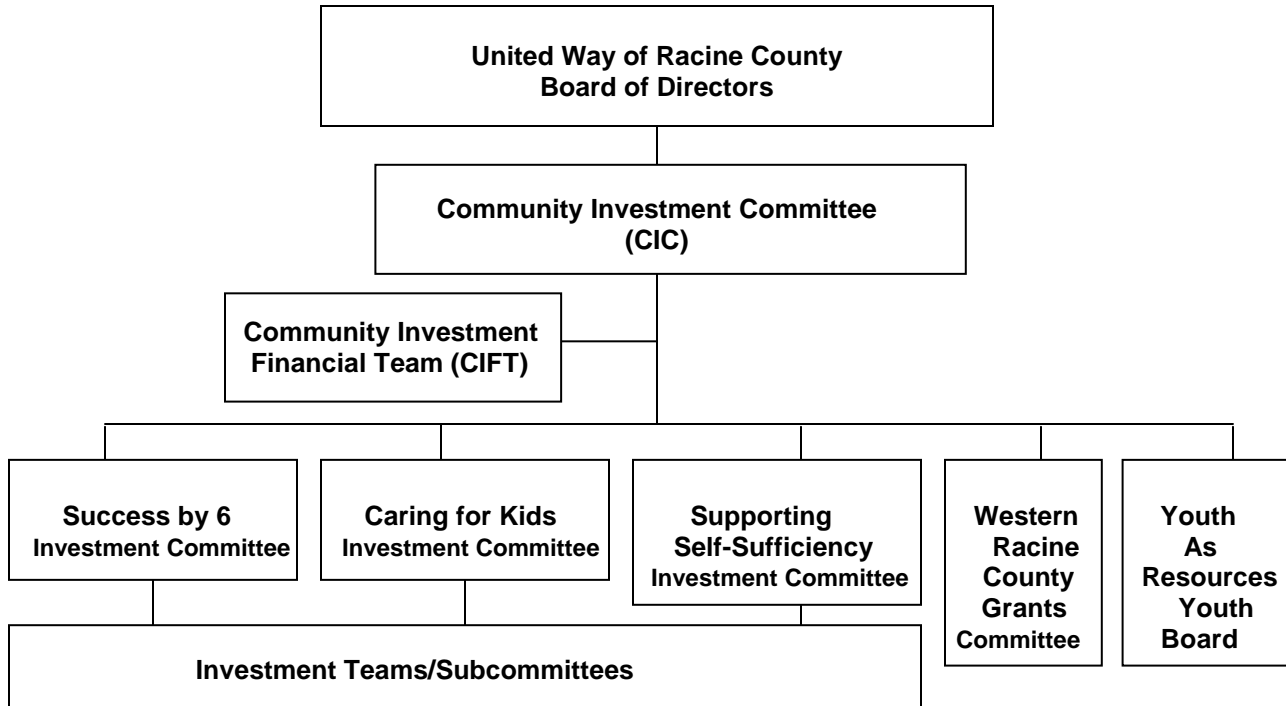 United Way of Racine County
Board of Directors
Community Investment Committee
(CIC)
Community Investment
Financial Team (CIFT)
Success by 6
Investment Committee
Caring for Kids
Investment Committee
Supporting
Self-Sufficiency
Investment Committee
Western
Racine
County
Grants
Committee
Youth
As
Resources
Youth
Board
Investment Teams/Subcommittees